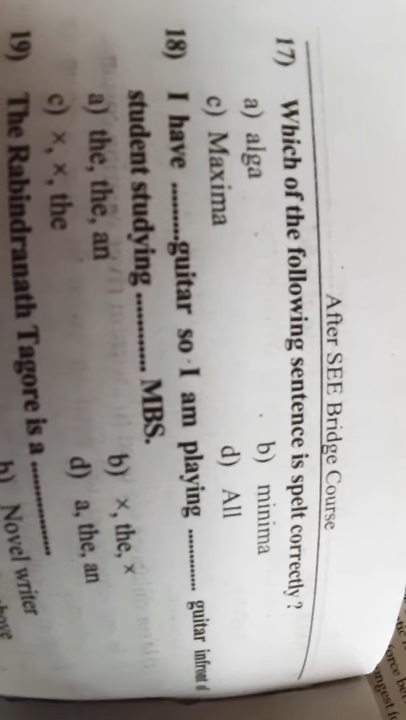 After SEE Bridge Course
17) Which of the following sentence is spelt correctly?
a) alga b) minima
c) Maxima d) All
18) I have ..........guitar so I am playing ............ guitar infront of
student studying ............ MBS.
a) the, the, an b) ×, the, ×
c) ×, ×, the d) a, the, an
19) The Rabindranath Tagore is a ...............
b) Novel writer